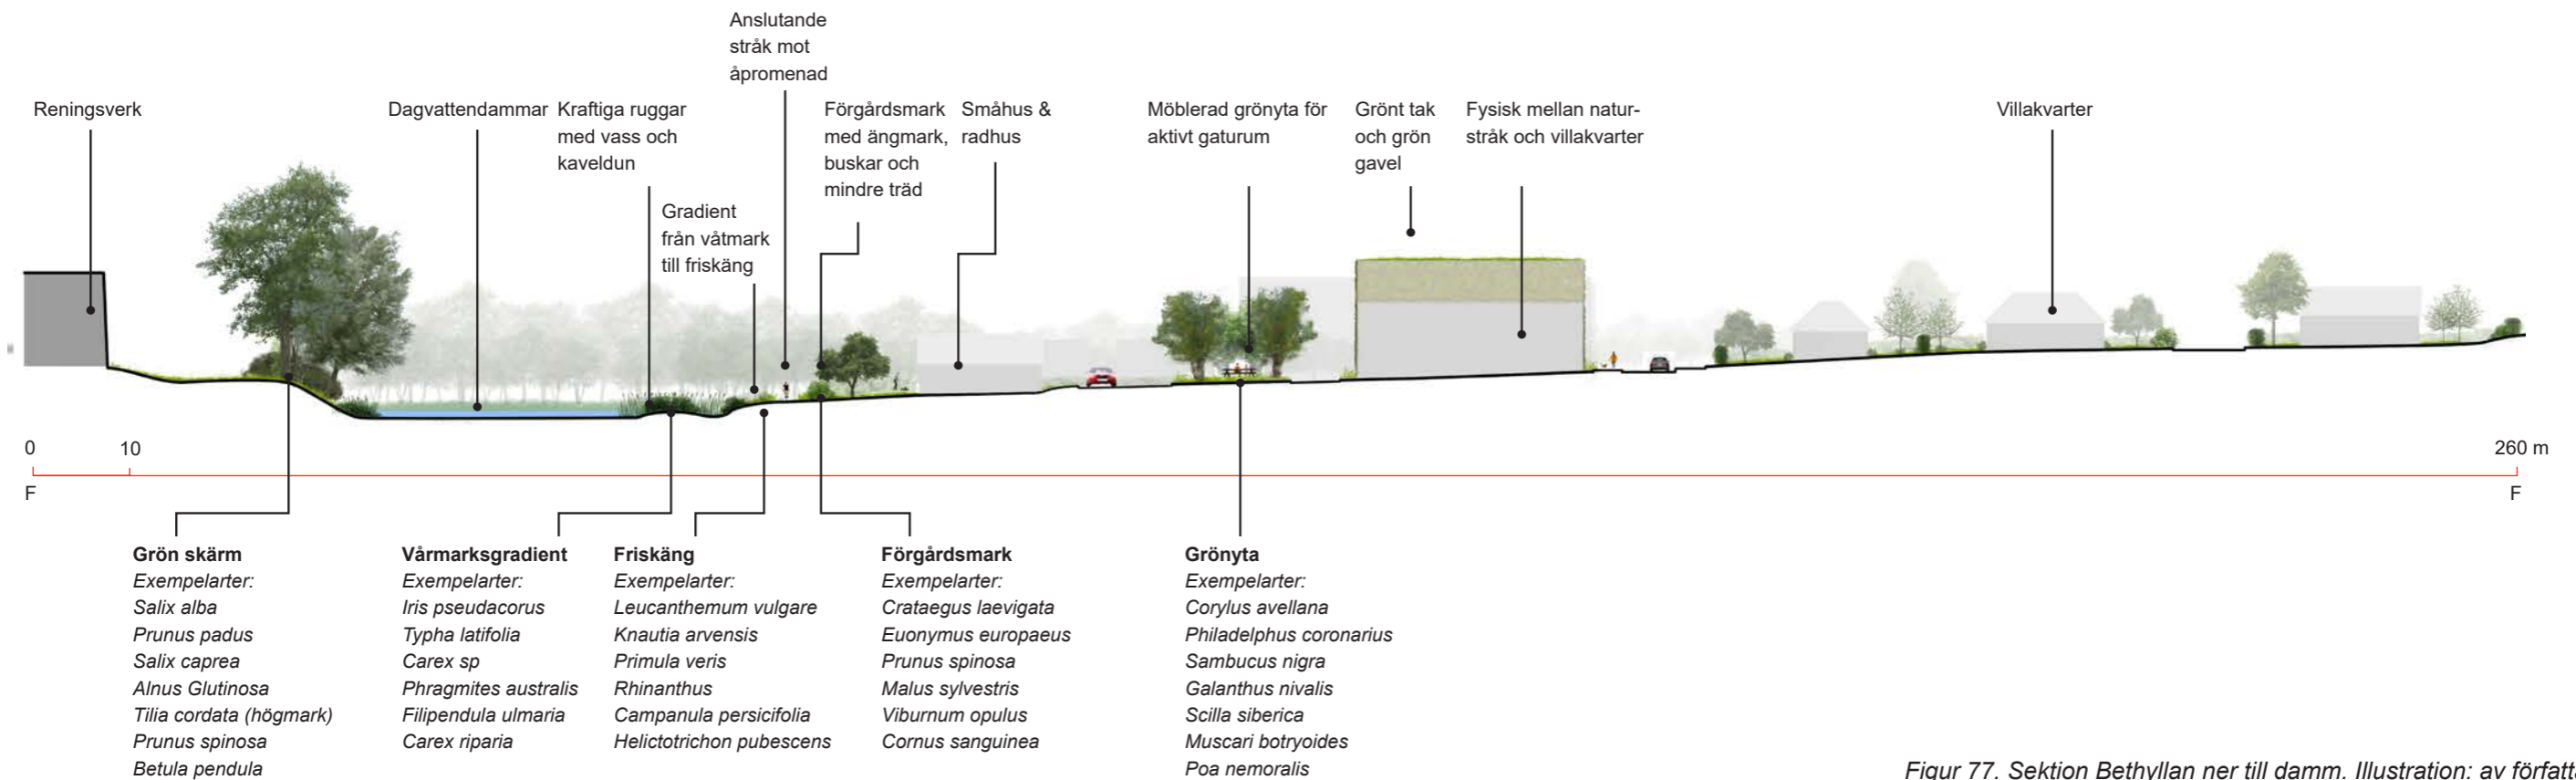 Reningsverk
Dagvattendammar
Kraftiga ruggar
med vass och
kaveldun
Gradient
från våtmark
till friskäng
Anslutande
stråk mot
åpromenad
Förgårdsmark
med ängmark,
buskar och
mindre träd
Småhus &
radhus
Möblerad grönyta för
aktivt gaturum
Grönt tak
och grön
gavel
Fysisk mellan natur-
stråk och villakvarter
Villakvarter
0
10
260 m
F
F
Grön skärm
Exempelarter:
Salix alba
Prunus padus
Salix caprea
Alnus Glutinosa
Tilia cordata (högmark)
Prunus spinosa
Betula pendula
Vårmarksgradient
Exempelarter:
Iris pseudacorus
Typha latifolia
Carex sp
Phragmites australis
Filipendula ulmaria
Carex riparia
Friskäng
Exempelarter:
Leucanthemum vulgare
Knautia arvensis
Primula veris
Rhinanthus
Campanula persicifolia
Helictotrichon pubescens
Förgårdsmark
Exempelarter:
Crataegus laevigata
Euonymus europaeus
Prunus spinosa
Malus sylvestris
Viburnum opulus
Cornus sanguinea
Grönyta
Exempelarter:
Corylus avellana
Philadelphus coronarius
Sambucus nigra
Galanthus nivalis
Scilla siberica
Muscari botryoides
Poa nemoralis
Figur 77. Sektion Bethyllan ner till damm. Illustration: av författ